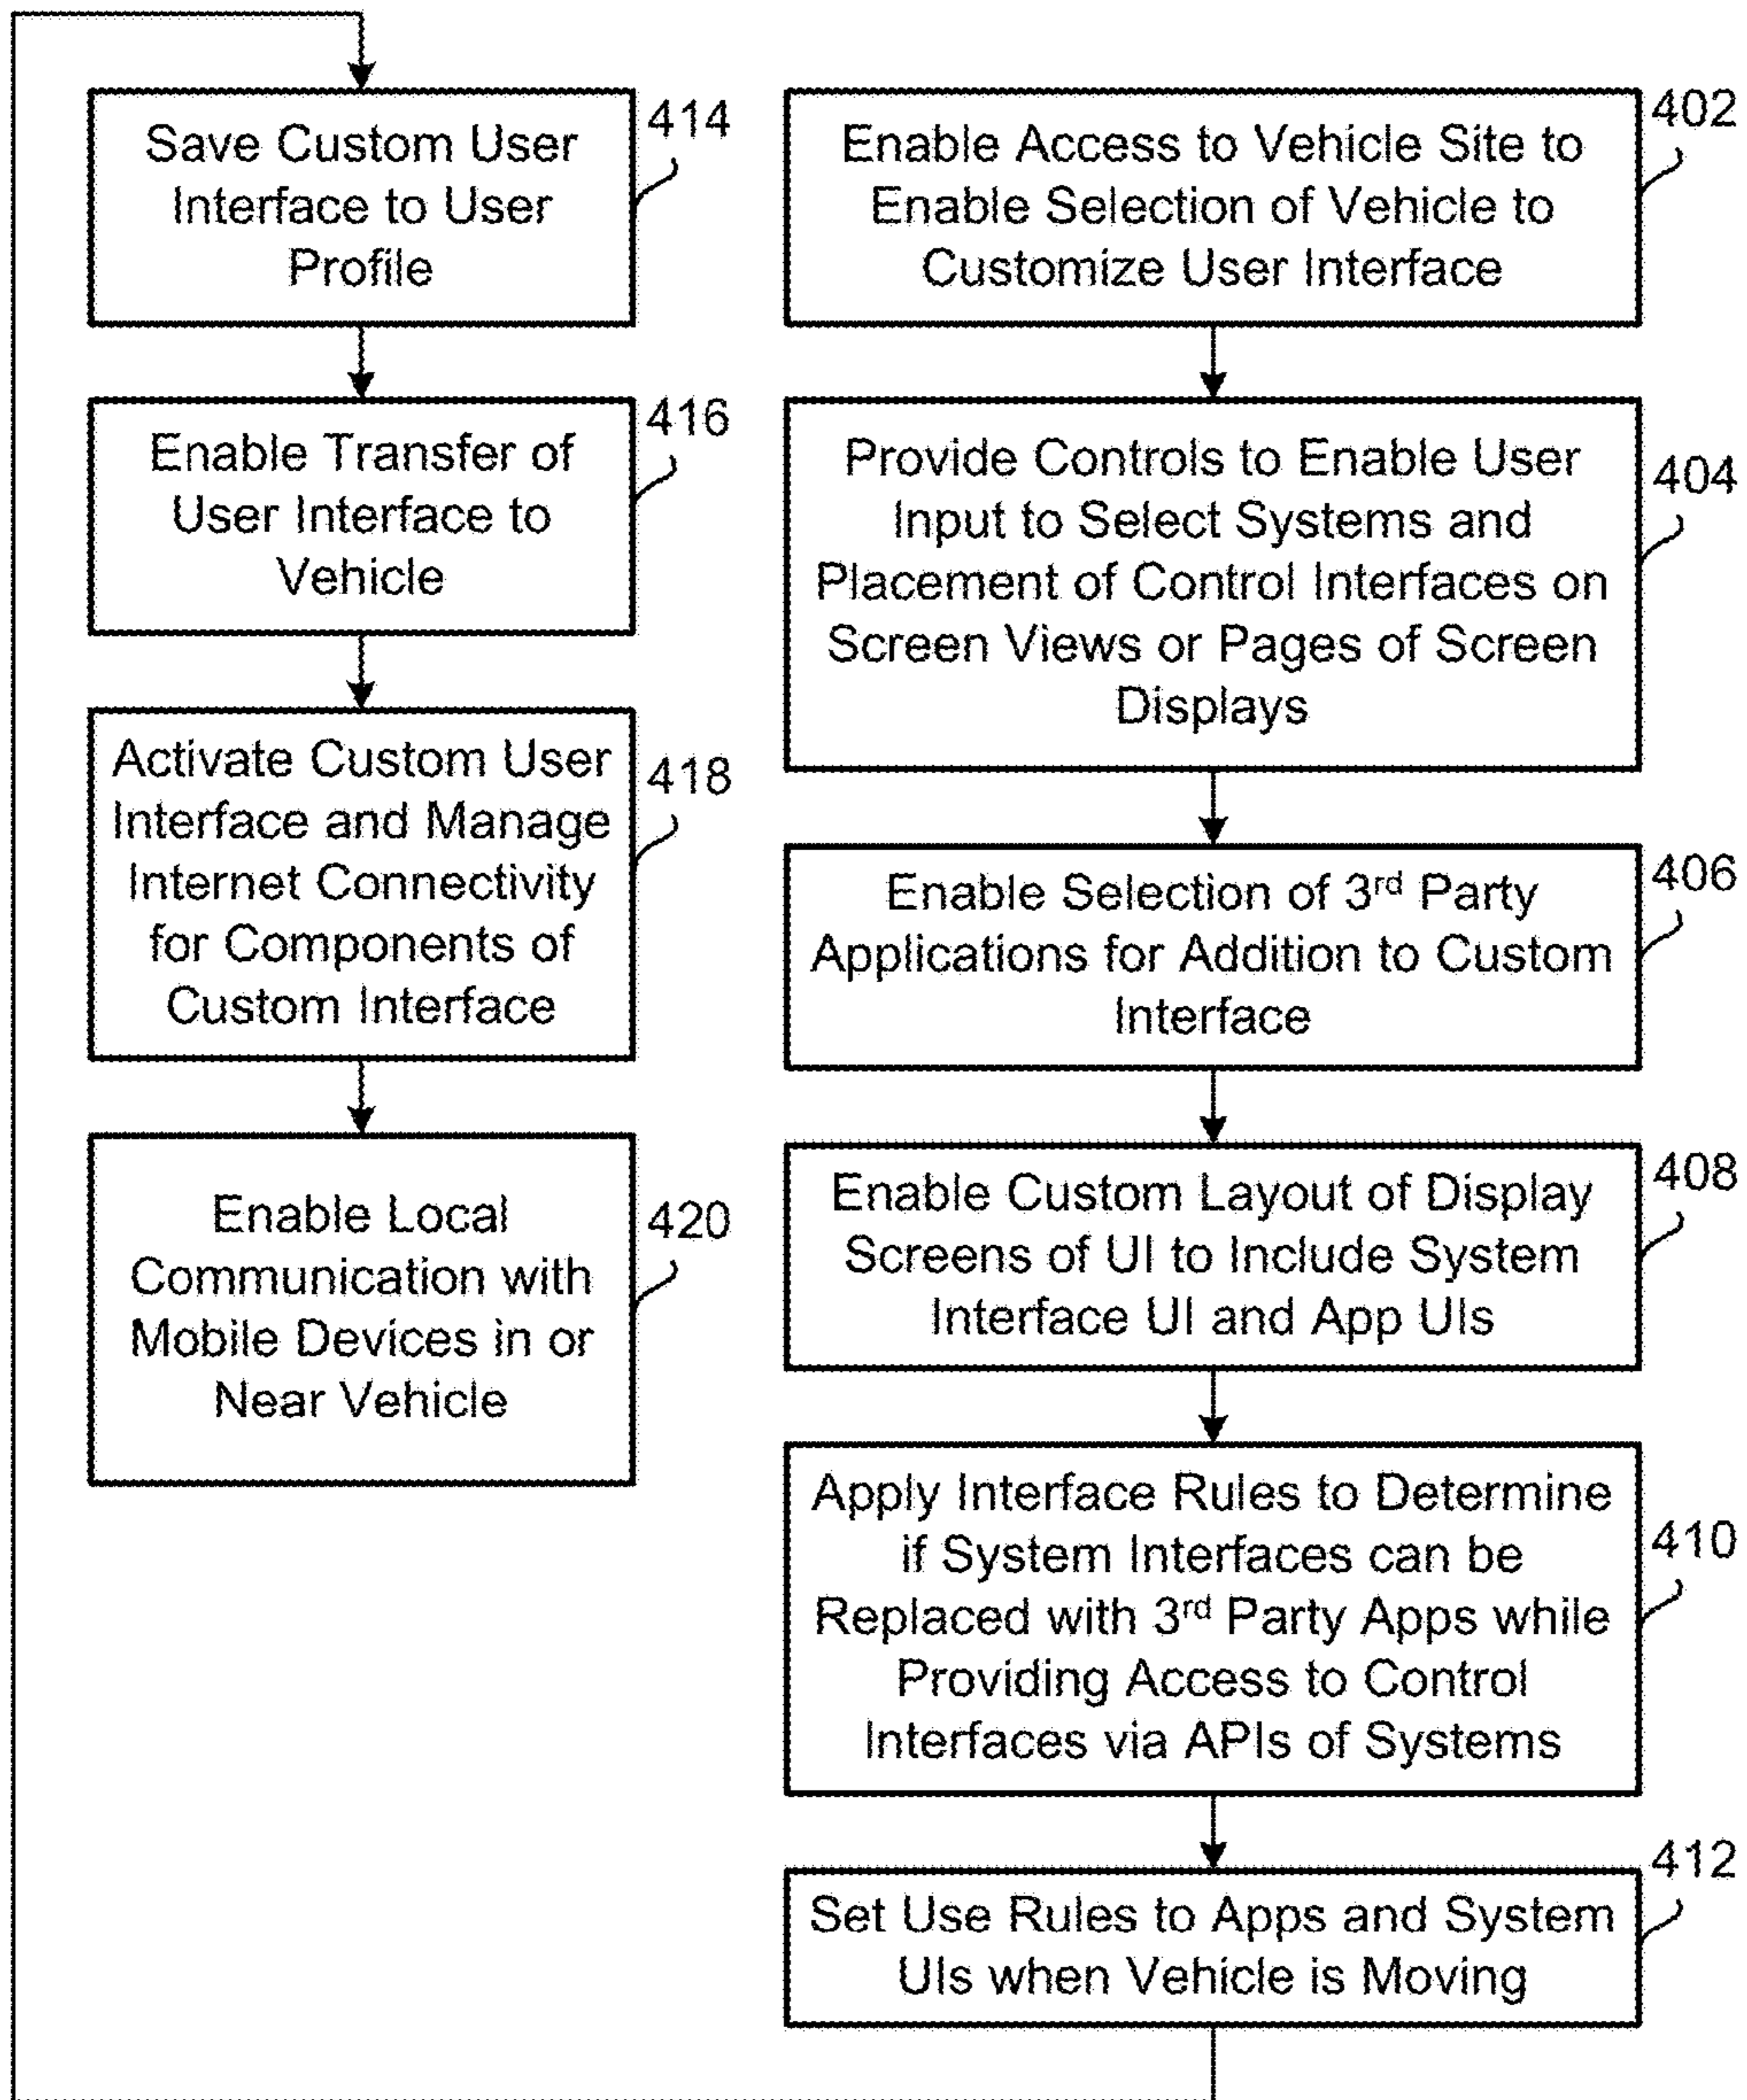 Save Custom User
Interface to User
Profile
414
Enable Transfer of
User Interface to
Vehicle
416
Activate Custom User
Interface and Manage
Internet Connectivity
for Components of
Custom Interface
418
Enable Local
Communication with
Mobile Devices in or
Near Vehicle
420
Enable Access to Vehicle Site to
Enable Selection of Vehicle to
Customize User Interface
402
Provide Controls to Enable User
Input to Select Systems and
Placement of Control Interfaces on
Screen Views or Pages of Screen
Displays
404
Enable Selection of 3rd Party
Applications for Addition to Custom
Interface
406
Enable Custom Layout of Display
Screens of UI to Include System
Interface UI and App UIs
408
Apply Interface Rules to Determine
if System Interfaces can be
Replaced with 3rd Party Apps while
Providing Access to Control
Interfaces via APIs of Systems
410
Set Use Rules to Apps and System
UIs when Vehicle is Moving
412